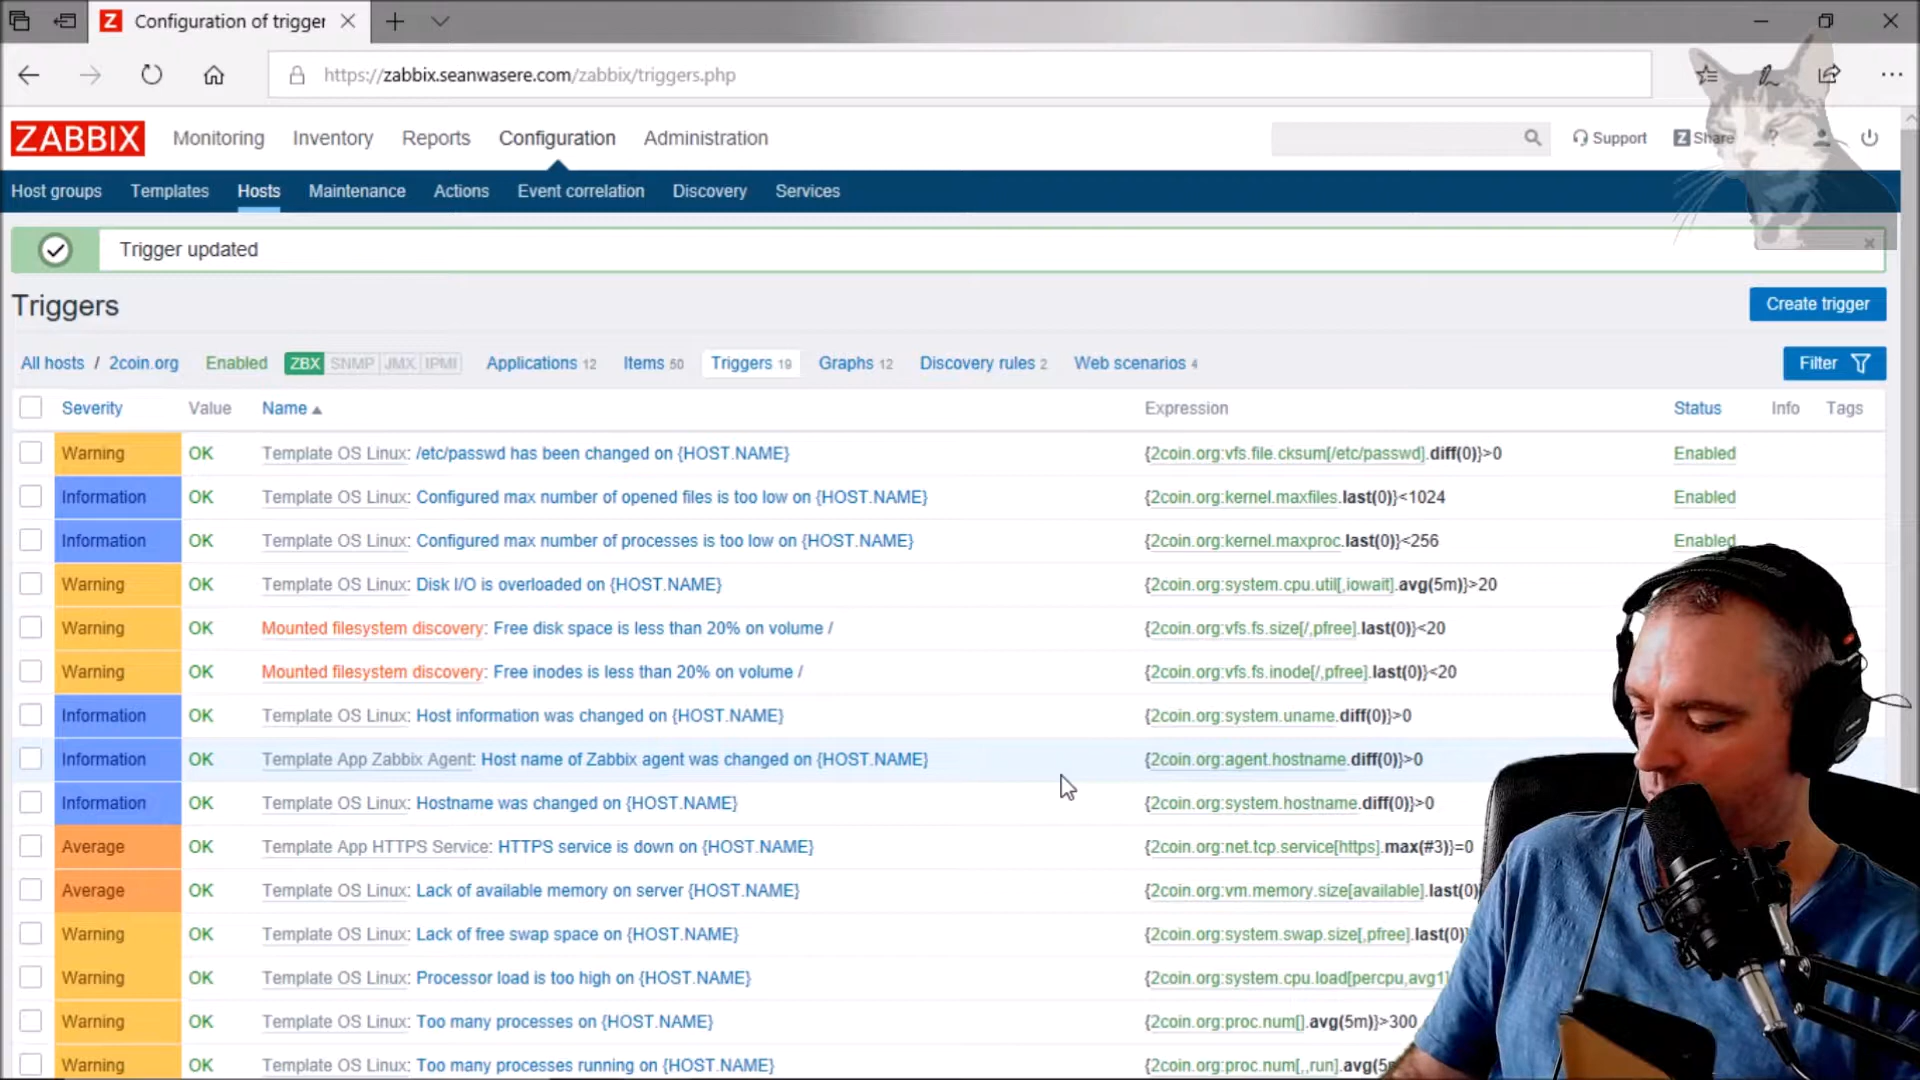 Configuration of trigger
https://zabbix.seanwasere.com/zabbix/triggers.php
ZABBIX Monitoring Inventory Reports Configuration Administration Support Z Share ?
Host groups Templates Hosts Maintenance Actions Event correlation Discovery Services
Trigger updated
Triggers Create trigger
All hosts / 2coin.org Enabled ZBX SNMP JMX IPMI Applications 12 Items 50 Triggers 19 Graphs 12 Discovery rules 2 Web scenarios 4 Filter
Severity Value Name Expression Status Info Tags
Warning OK Template OS Linux: /etc/passwd has been changed on {HOST.NAME} {2coin.org:vfs.file.cksum[/etc/passwd].diff(0)}>0 Enabled
Information OK Template OS Linux: Configured max number of opened files is too low on {HOST.NAME} {2coin.org:kernel.maxfiles.last(0)}<1024 Enabled
Information OK Template OS Linux: Configured max number of processes is too low on {HOST.NAME} {2coin.org:kernel.maxproc.last(0)}<256 Enabled
Warning OK Template OS Linux: Disk I/O is overloaded on {HOST.NAME} {2coin.org:system.cpu.util[,iowait].avg(5m)}>20
Warning OK Mounted filesystem discovery: Free disk space is less than 20% on volume / {2coin.org:vfs.fs.size[/,pfree].last(0)}<20
Warning OK Mounted filesystem discovery: Free inodes is less than 20% on volume / {2coin.org:vfs.fs.inode[/,pfree].last(0)}<20
Information OK Template OS Linux: Host information was changed on {HOST.NAME} {2coin.org:system.uname.diff(0)}>0
Information OK Template App Zabbix Agent: Host name of Zabbix agent was changed on {HOST.NAME} {2coin.org:agent.hostname.diff(0)}>0
Information OK Template OS Linux: Hostname was changed on {HOST.NAME} {2coin.org:system.hostname.diff(0)}>0
Average OK Template App HTTPS Service: HTTPS service is down on {HOST.NAME} {2coin.org:net.tcp.service[https].max(#3)}=0
Average OK Template OS Linux: Lack of available memory on server {HOST.NAME} {2coin.org:vm.memory.size[available].last(0)
Warning OK Template OS Linux: Lack of free swap space on {HOST.NAME} {2coin.org:system.swap.size[,pfree].last(0)
Warning OK Template OS Linux: Processor load is too high on {HOST.NAME} {2coin.org:system.cpu.load[percpu,avg1]
Warning OK Template OS Linux: Too many processes on {HOST.NAME} {2coin.org:proc.num[].avg(5m)}>300
Warning OK Template OS Linux: Too many processes running on {HOST.NAME} {2coin.org:proc.num[,,run].avg(5